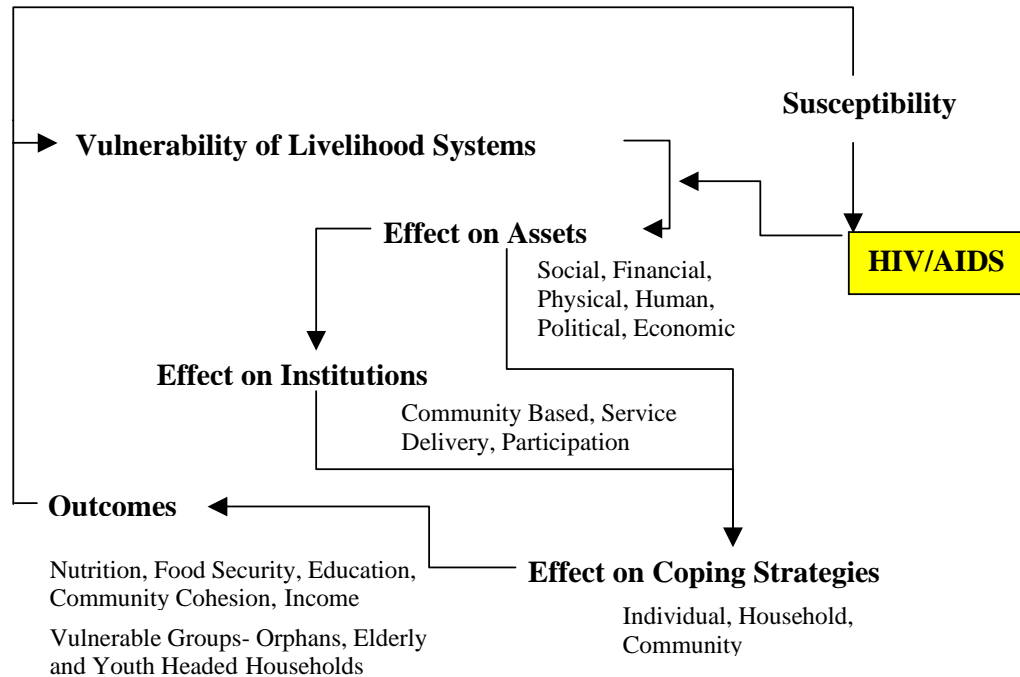 Susceptibility
Vulnerability of Livelihood Systems
Effect on Assets
HIV/AIDS
Social, Financial,
Physical, Human,
Political, Economic
Effect on Institutions
Community Based, Service
Delivery, Participation
Outcomes
Nutrition, Food Security, Education,
Community Cohesion, Income
Vulnerable Groups- Orphans, Elderly
and Youth Headed Households
Effect on Coping Strategies
Individual, Household,
Community